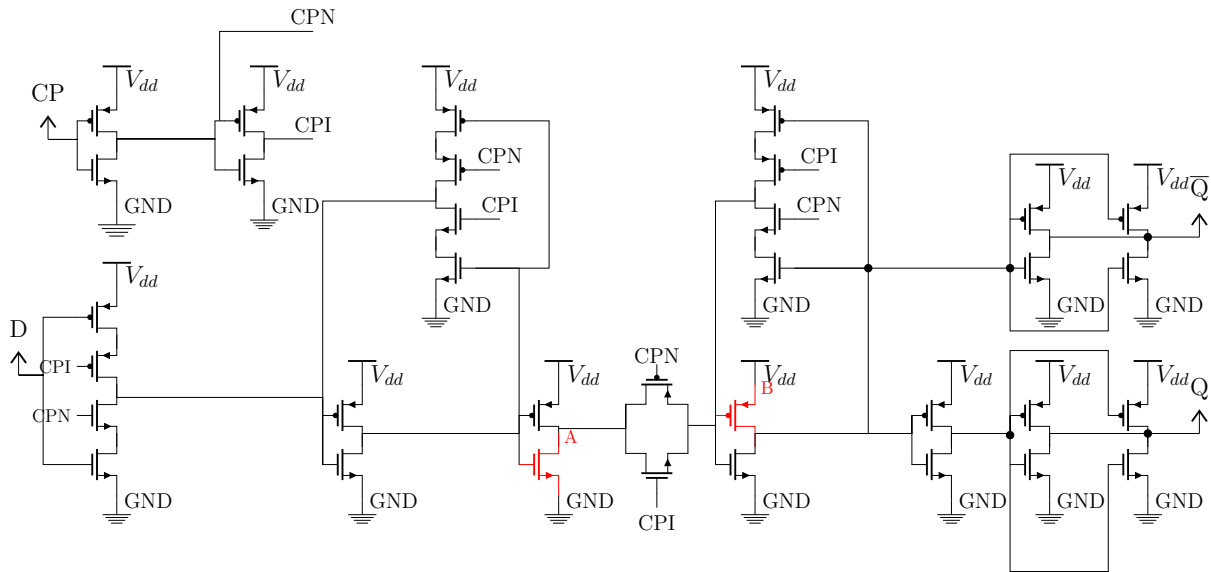 CPN
V_dd
V_dd
V_dd
V_dd
CP
CPI
CPN
CPI
CPI
CPN
V_dd
V_dd
Q̅
GND
GND
V_dd
GND
GND
GND
GND
D
CPI
CPN
V_dd
V_dd
CPN
V_dd
B
V_dd
V_dd
V_dd
Q
A
GND
GND
GND
GND
GND
GND
GND
CPI